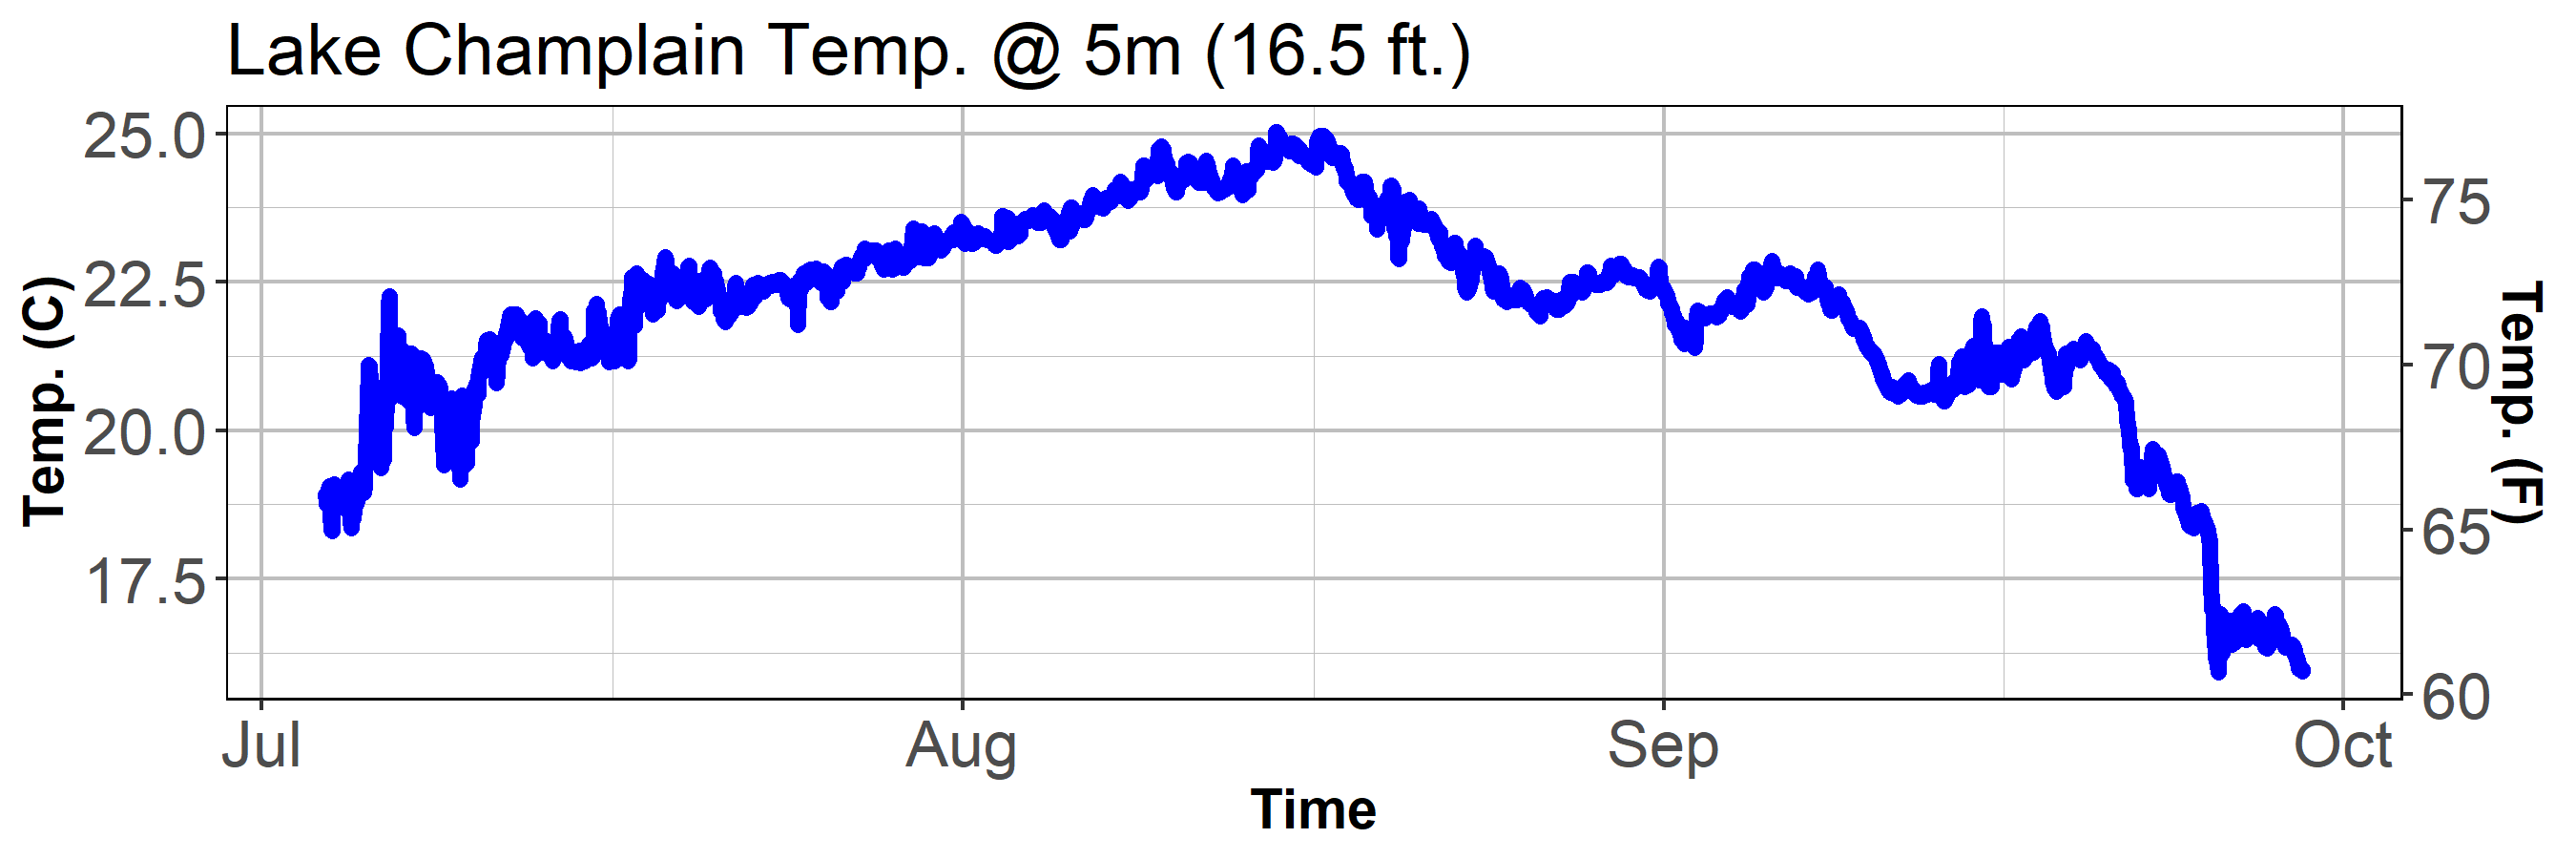 Lake Champlain Temp. @ 5m (16.5 ft.)
25.0
22.5
20.0
17.5
Temp. (C)
75
70
65
60
Temp. (F)
Jul Aug Sep Oct
Time